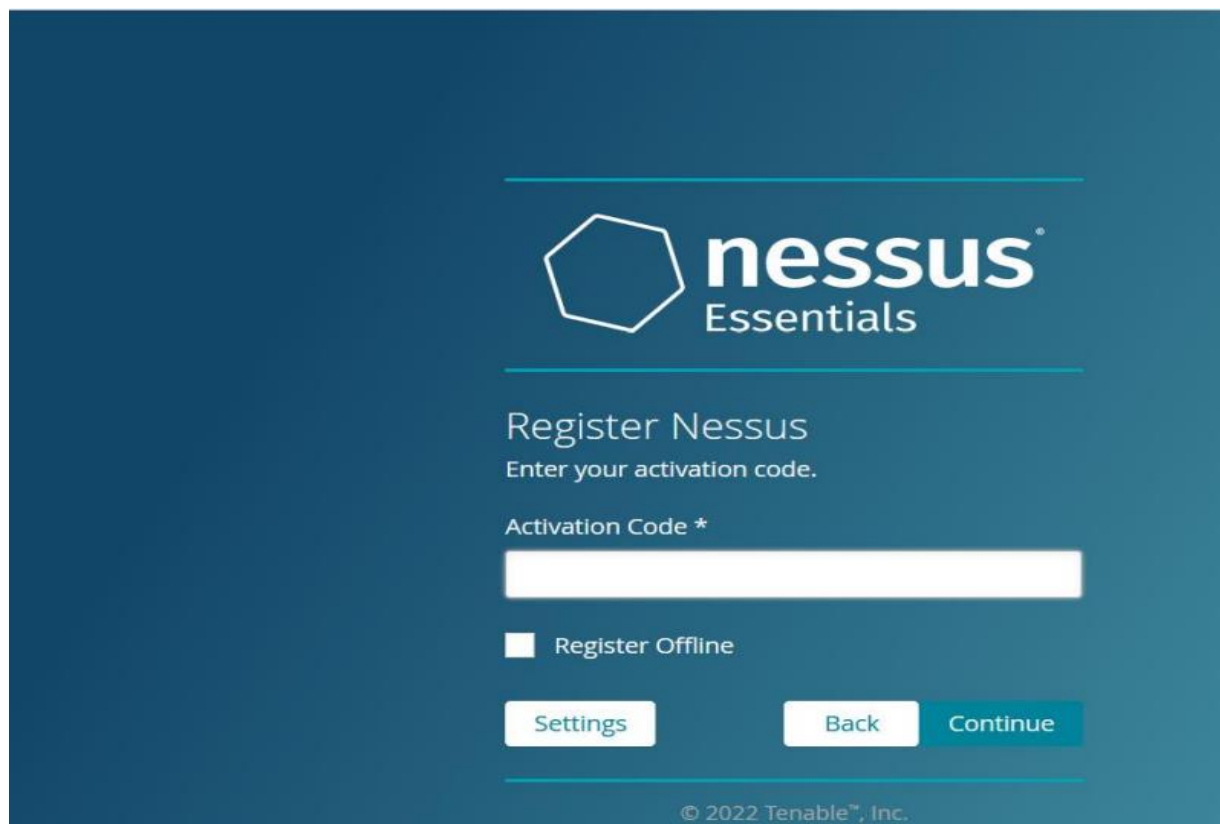 nessus®
Essentials
Register Nessus
Enter your activation code.
Activation Code *
Register Offline
Settings Back Continue
© 2022 Tenable™, Inc.